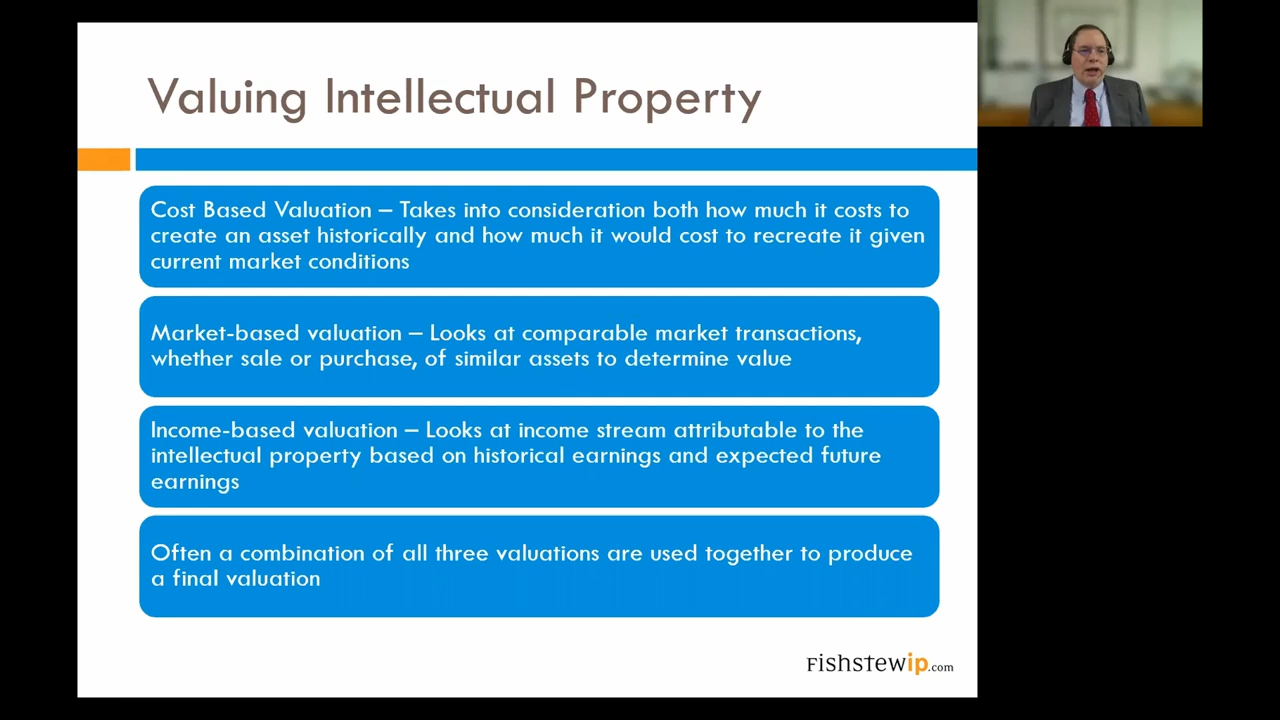 Valuing Intellectual Property
Cost Based Valuation – Takes into consideration both how much it costs to
create an asset historically and how much it would cost to recreate it given
current market conditions
Market-based valuation – Looks at comparable market transactions,
whether sale or purchase, of similar assets to determine value
Income-based valuation – Looks at income stream attributable to the
intellectual property based on historical earnings and expected future
earnings
Often a combination of all three valuations are used together to produce
a final valuation
Fishstewip.com